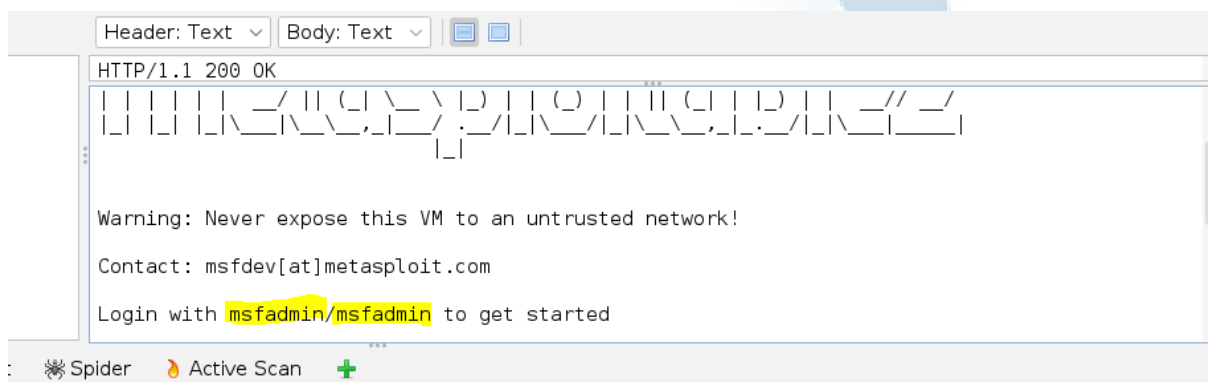 Header: Text Body: Text
HTTP/1.1 200 OK
Warning: Never expose this VM to an untrusted network!
Contact: msfdev[at]metasploit.com
Login with msfadmin/msfadmin to get started
Spider Active Scan